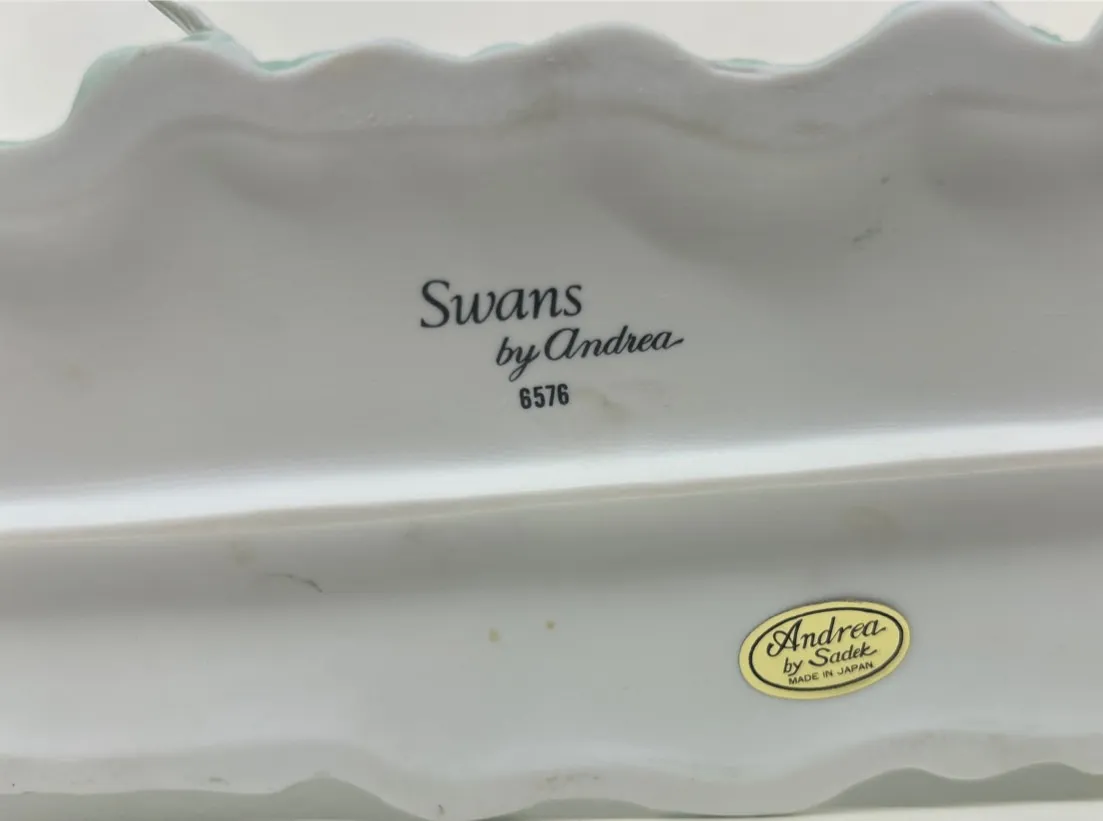 Swans
by Andrea
6576
Andrea
by Sadek
MADE IN JAPAN